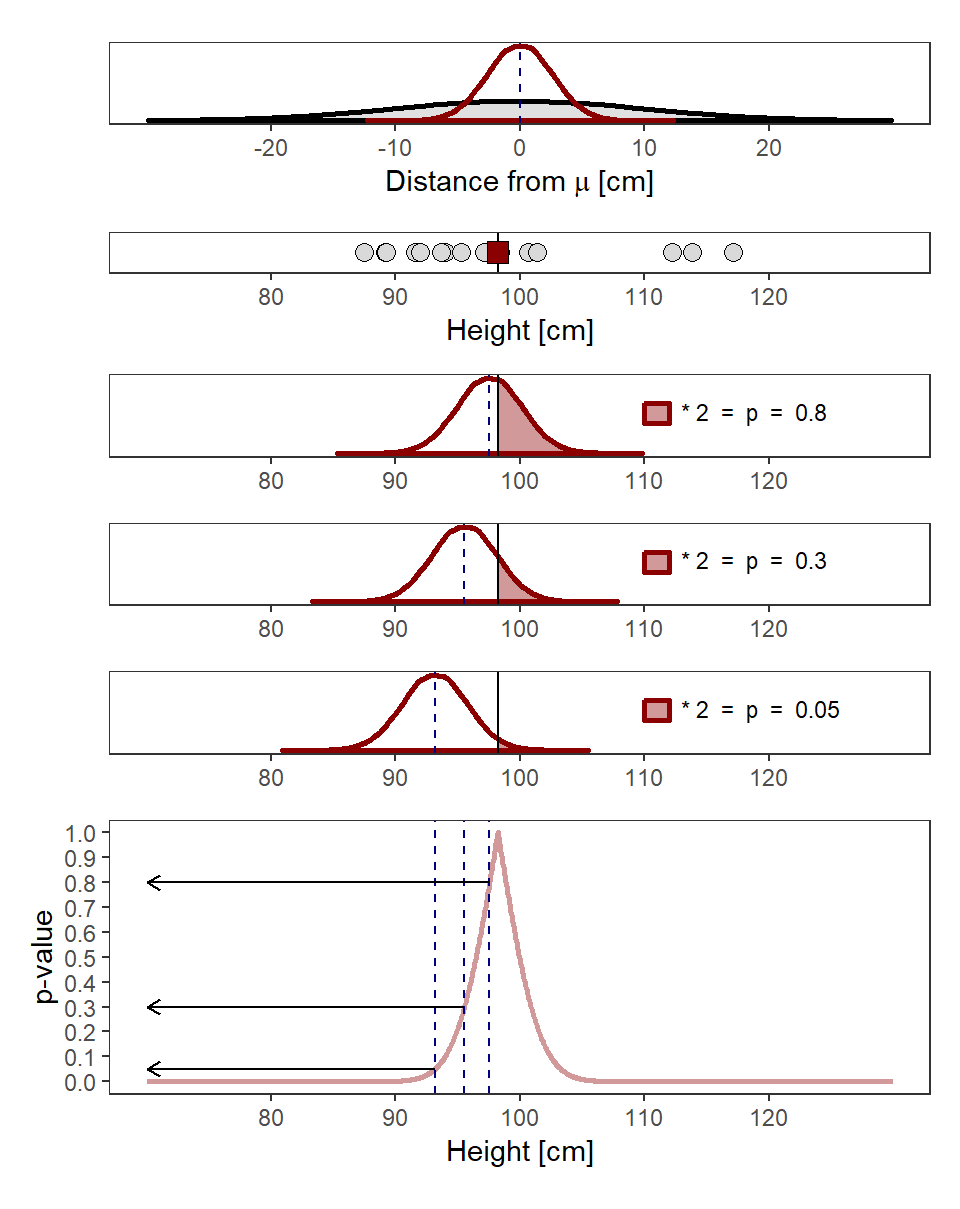 -20 -10 0 10 20
Distance from μ [cm]
80 90 100 110 120
Height [cm]
* 2 = p = 0.8
80 90 100 110 120
* 2 = p = 0.3
80 90 100 110 120
* 2 = p = 0.05
80 90 100 110 120
p-value
1.0
0.9
0.8
0.7
0.6
0.5
0.4
0.3
0.2
0.1
0.0
80 90 100 110 120
Height [cm]